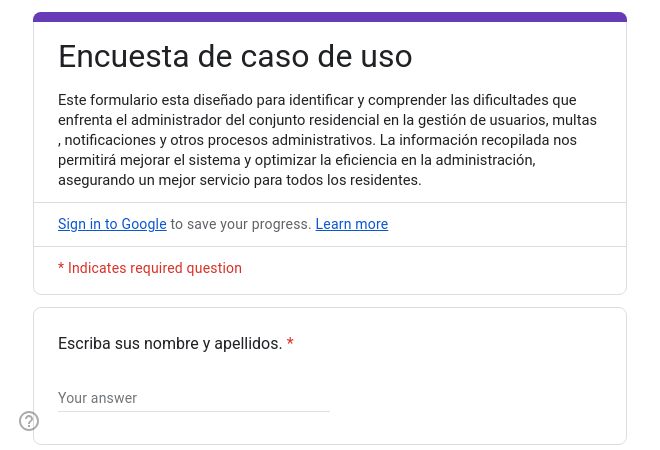 Encuesta de caso de uso
Este formulario esta diseñado para identificar y comprender las dificultades que
enfrenta el administrador del conjunto residencial en la gestión de usuarios, multas
, notificaciones y otros procesos administrativos. La información recopilada nos
permitirá mejorar el sistema y optimizar la eficiencia en la administración,
asegurando un mejor servicio para todos los residentes.
Sign in to Google to save your progress. Learn more
* Indicates required question
Escriba sus nombre y apellidos. *
Your answer